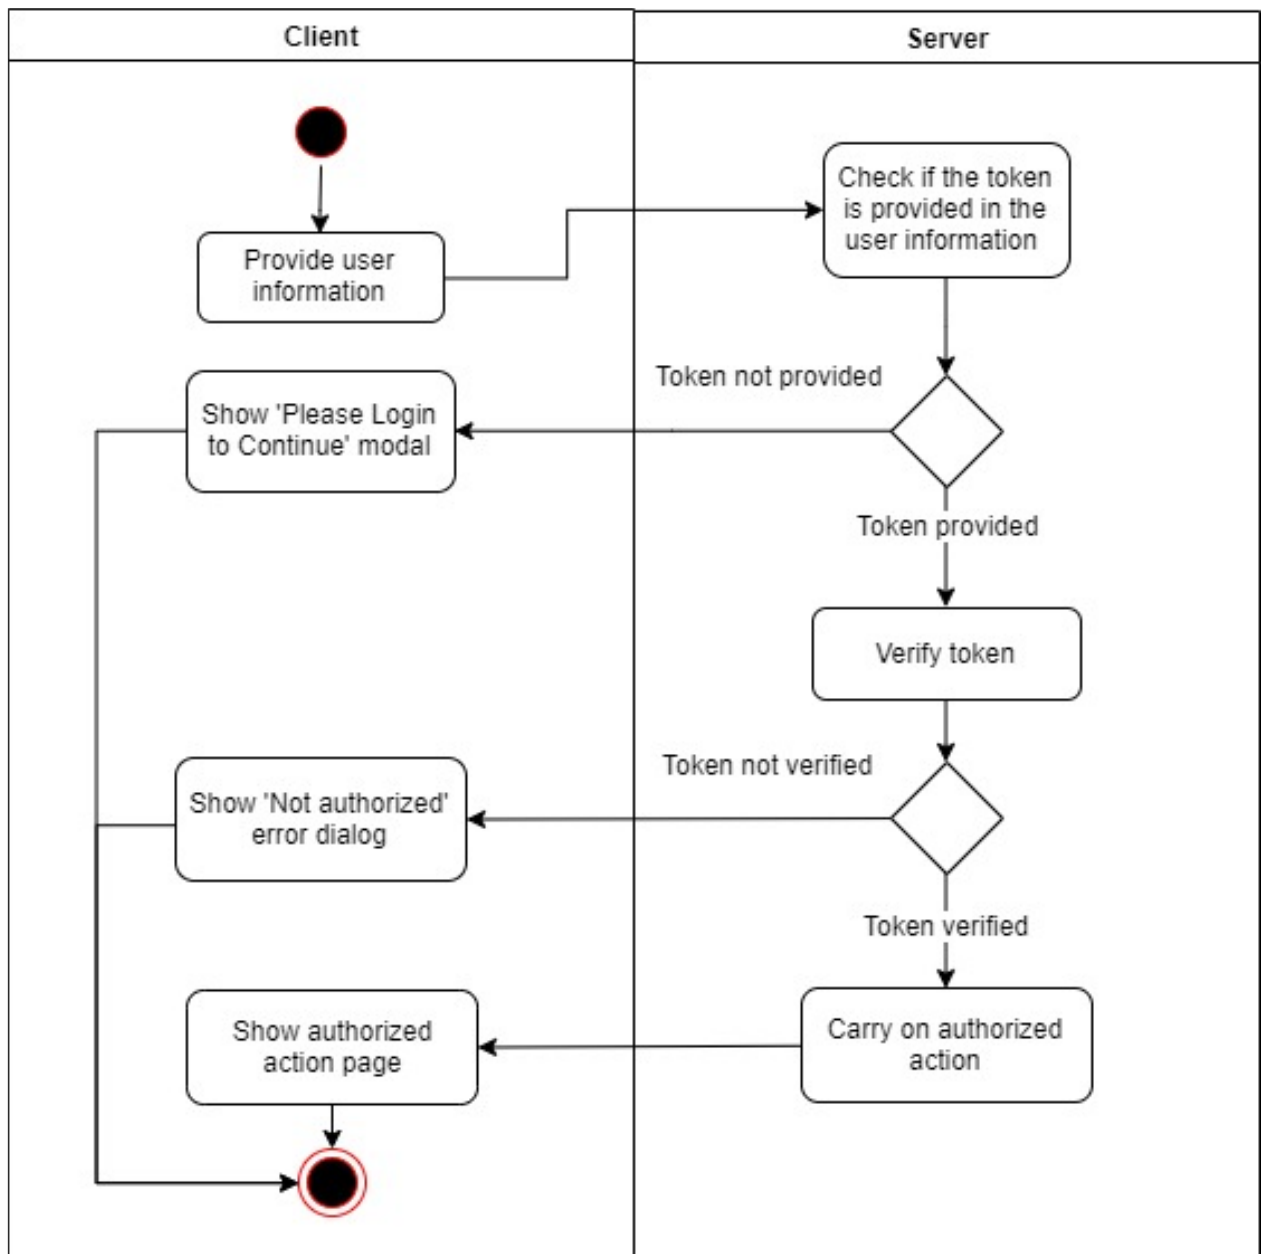 Client
Server
Check if the token
is provided in the
user information
Provide user
information
Token not provided
Show 'Please Login
to Continue' modal
Token provided
Verify token
Token not verified
Show 'Not authorized'
error dialog
Token verified
Show authorized
action page
Carry on authorized
action